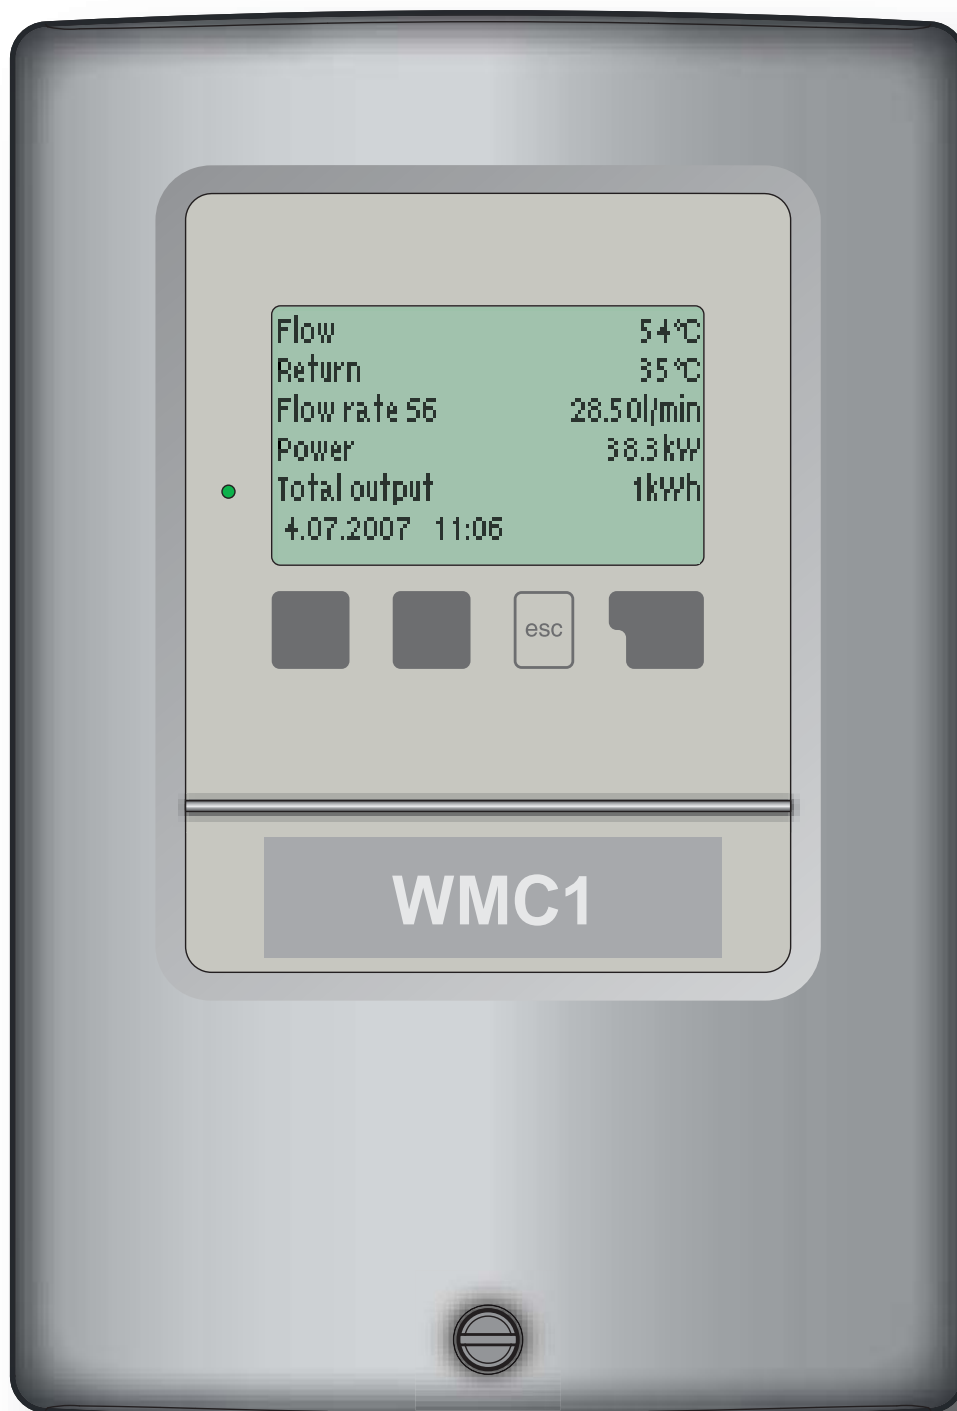 Flow 54°C
Return 35°C
Flow rate S6 28.50l/min
Power 38.3kW
Total output 1kWh
4.07.2007 11:06
esc
WMC1